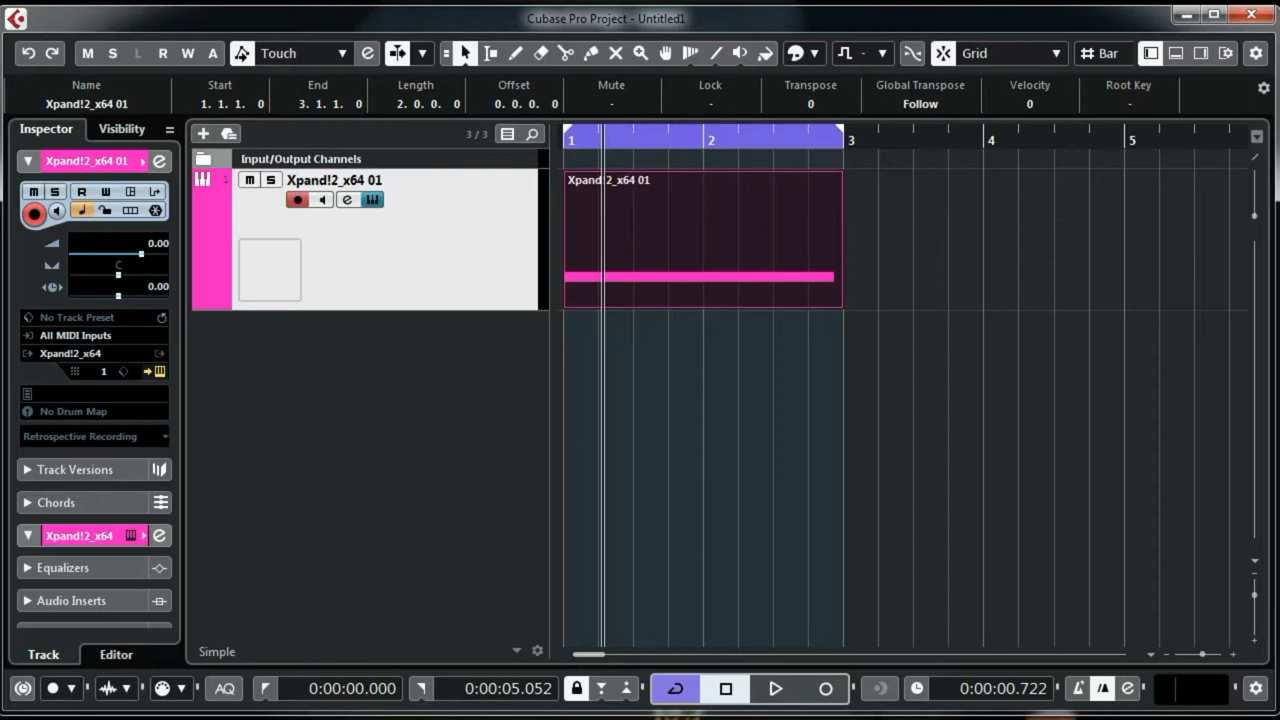 Cubase Pro Project - Untitled1
M S L R W A Touch Grid Bar
Name Start End Length Offset Mute Lock Transpose Global Transpose Velocity Root Key
Xpand!2_x64 01 1. 1. 1. 0 3. 1. 1. 0 2. 0. 0. 0 0. 0. 0. 0 - - 0 Follow 0 -
Inspector Visibility 3 / 3 1 2 3 4 5
Xpand!2_x64 01 Input/Output Channels
m S R W 1 m S Xpand!2_x64 01 Xpand!2_x64 01
e
0.00
C
0.00
No Track Preset
All MIDI Inputs
Xpand!2_x64
1
No Drum Map
Retrospective Recording
Track Versions
Chords
Xpand!2_x64 e
Equalizers
Audio Inserts
Track Editor Simple
AQ 0:00:00.000 0:00:05.052 0:00:00.722